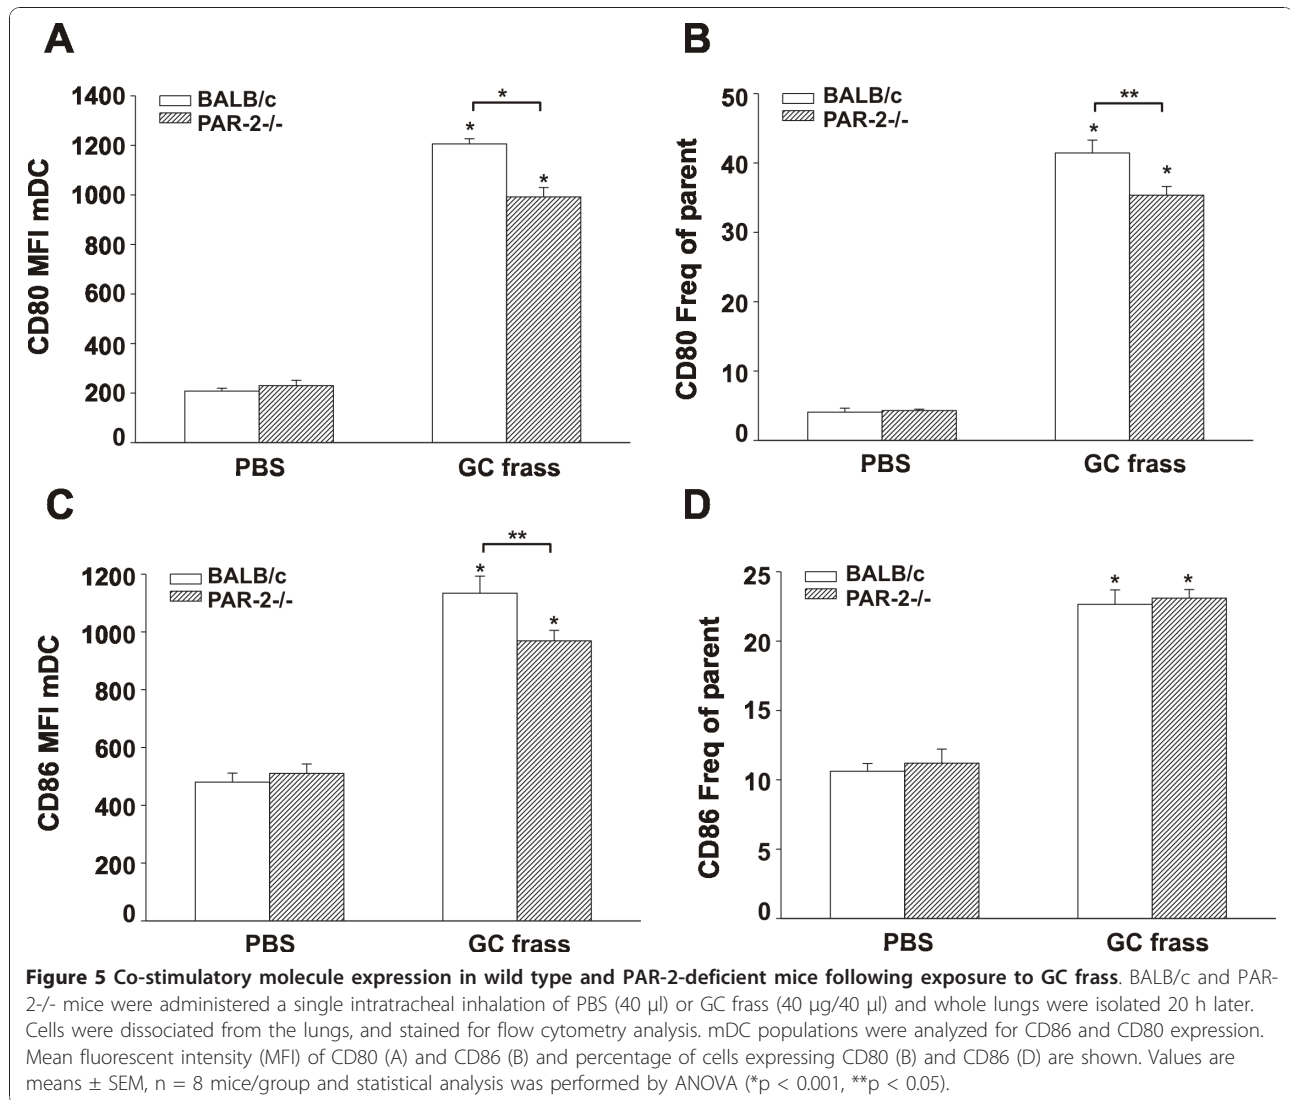 A
1400
1200
1000
800
600
400
200
0
CD80 MFI mDC
BALB/c
PAR-2-/-
*
*
*
PBS
GC frass
B
50
40
30
20
10
0
CD80 Freq of parent
BALB/c
PAR-2-/-
**
*
*
PBS
GC frass
C
1200
1000
800
600
400
200
0
CD86 MFI mDC
BALB/c
PAR-2-/-
**
*
*
PBS
GC frass
D
25
20
15
10
5
0
CD86 Freq of parent
BALB/c
PAR-2-/-
*
*
PBS
GC frass
Figure 5 Co-stimulatory molecule expression in wild type and PAR-2-deficient mice following exposure to GC frass. BALB/c and PAR-
2-/- mice were administered a single intratracheal inhalation of PBS (40 μl) or GC frass (40 μg/40 μl) and whole lungs were isolated 20 h later.
Cells were dissociated from the lungs, and stained for flow cytometry analysis. mDC populations were analyzed for CD86 and CD80 expression.
Mean fluorescent intensity (MFI) of CD80 (A) and CD86 (B) and percentage of cells expressing CD80 (B) and CD86 (D) are shown. Values are
means ± SEM, n = 8 mice/group and statistical analysis was performed by ANOVA (*p < 0.001, **p < 0.05).